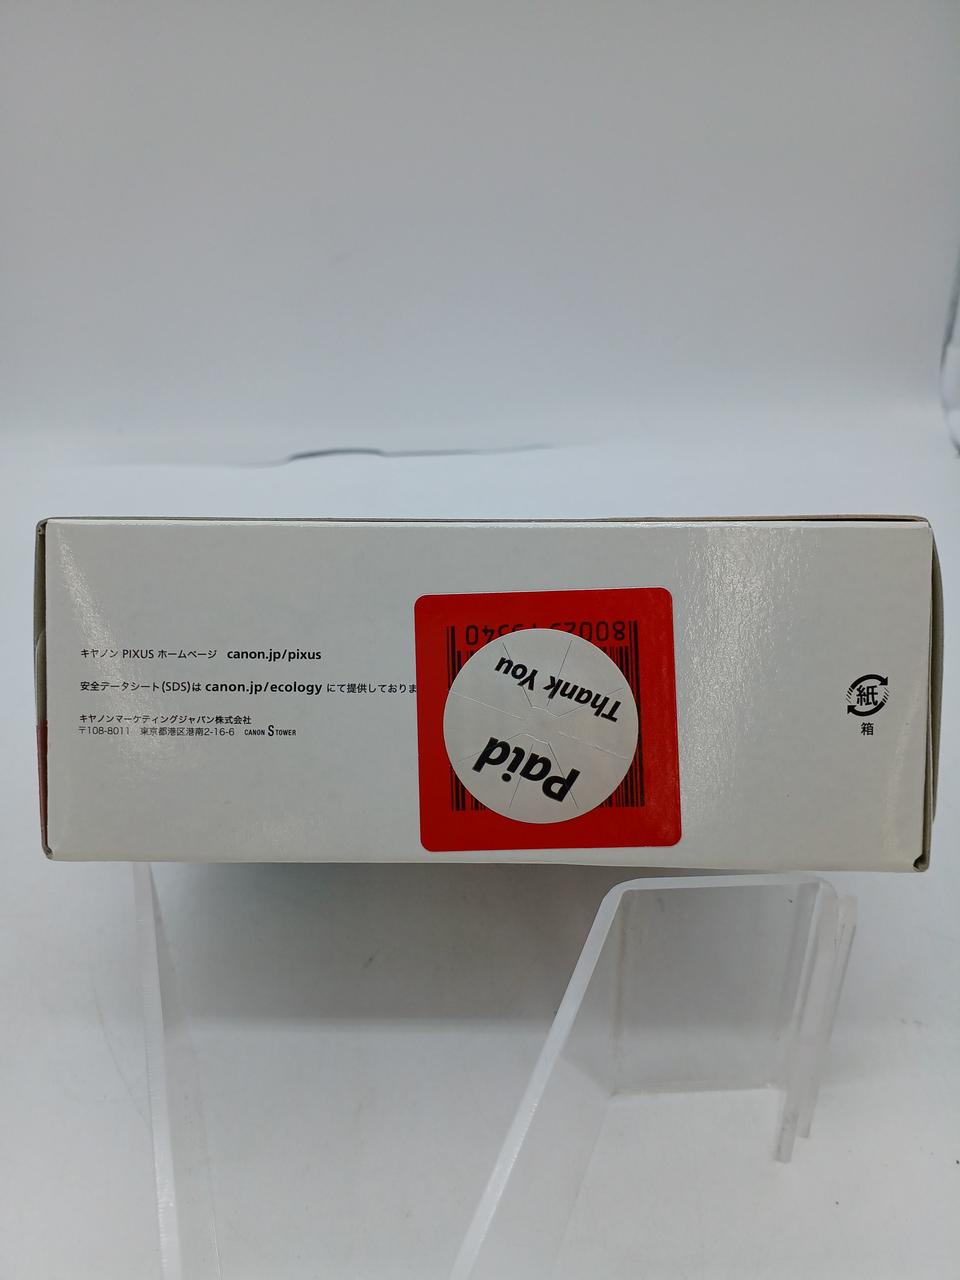 キヤノン PIXUS ホームページ canon.jp/pixus
安全データシート(SDS)は canon.jp/ecology にて提供しておりま
キヤノンマーケティングジャパン株式会社
〒108-8011 東京都港区港南2-16-6 CANON S TOWER
Paid
Thank You
紙
箱